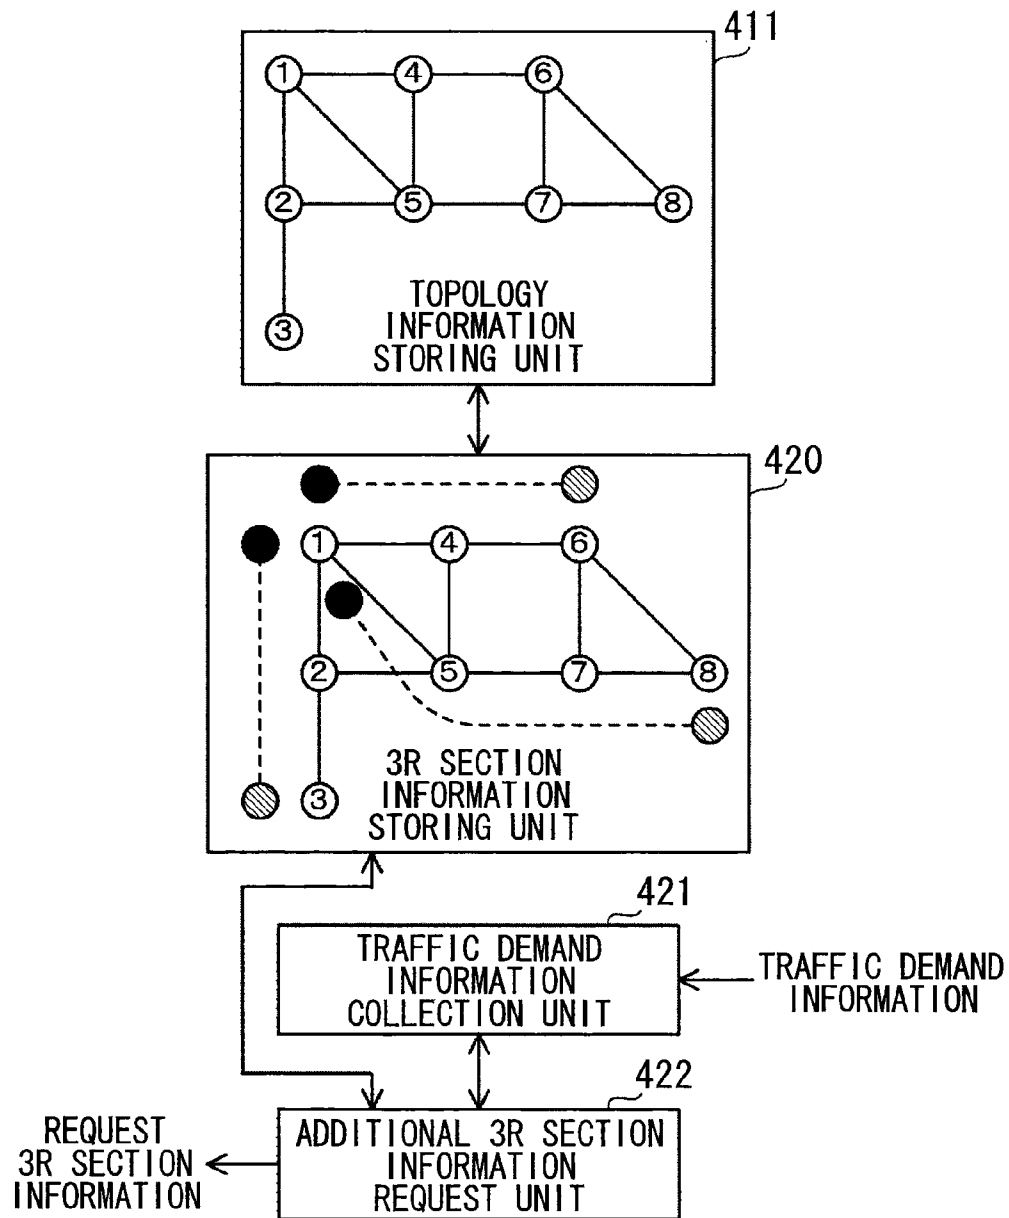 411
① ④ ⑥
② ⑤ ⑦ ⑧
③
TOPOLOGY
INFORMATION
STORING UNIT
420
① ④ ⑥
② ⑤ ⑦ ⑧
③
3R SECTION
INFORMATION
STORING UNIT
421
TRAFFIC DEMAND
INFORMATION
COLLECTION UNIT
TRAFFIC DEMAND
INFORMATION
422
ADDITIONAL 3R SECTION
INFORMATION
REQUEST UNIT
REQUEST
3R SECTION
INFORMATION